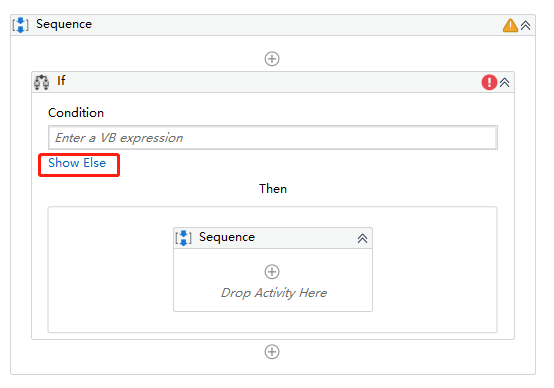 Sequence
If
Condition
Enter a VB expression
Show Else
Then
Sequence
Drop Activity Here